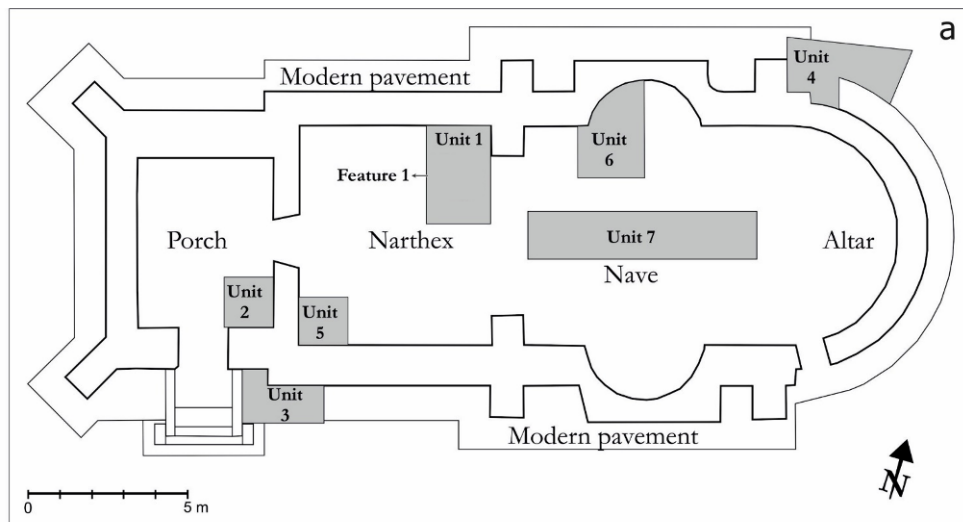 a
Modern pavement
Unit
4
Unit 1
Unit
6
Feature 1
Porch
Narthex
Unit 7
Altar
Nave
Unit
2
Unit
5
Unit
3
Modern pavement
N
0
5 m